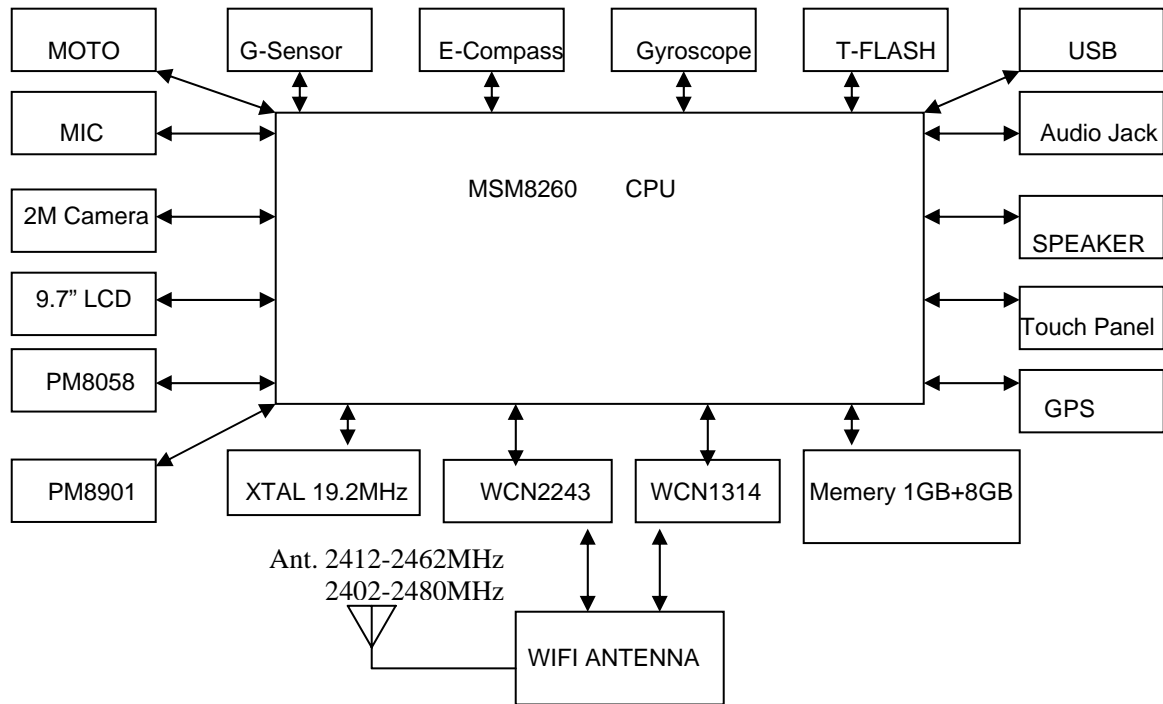 MOTO
G-Sensor
E-Compass
Gyroscope
T-FLASH
USB
MIC
Audio Jack
MSM8260 CPU
2M Camera
SPEAKER
9.7” LCD
Touch Panel
PM8058
GPS
PM8901
XTAL 19.2MHz
WCN2243
WCN1314
Memery 1GB+8GB
Ant. 2412-2462MHz
2402-2480MHz
WIFI ANTENNA